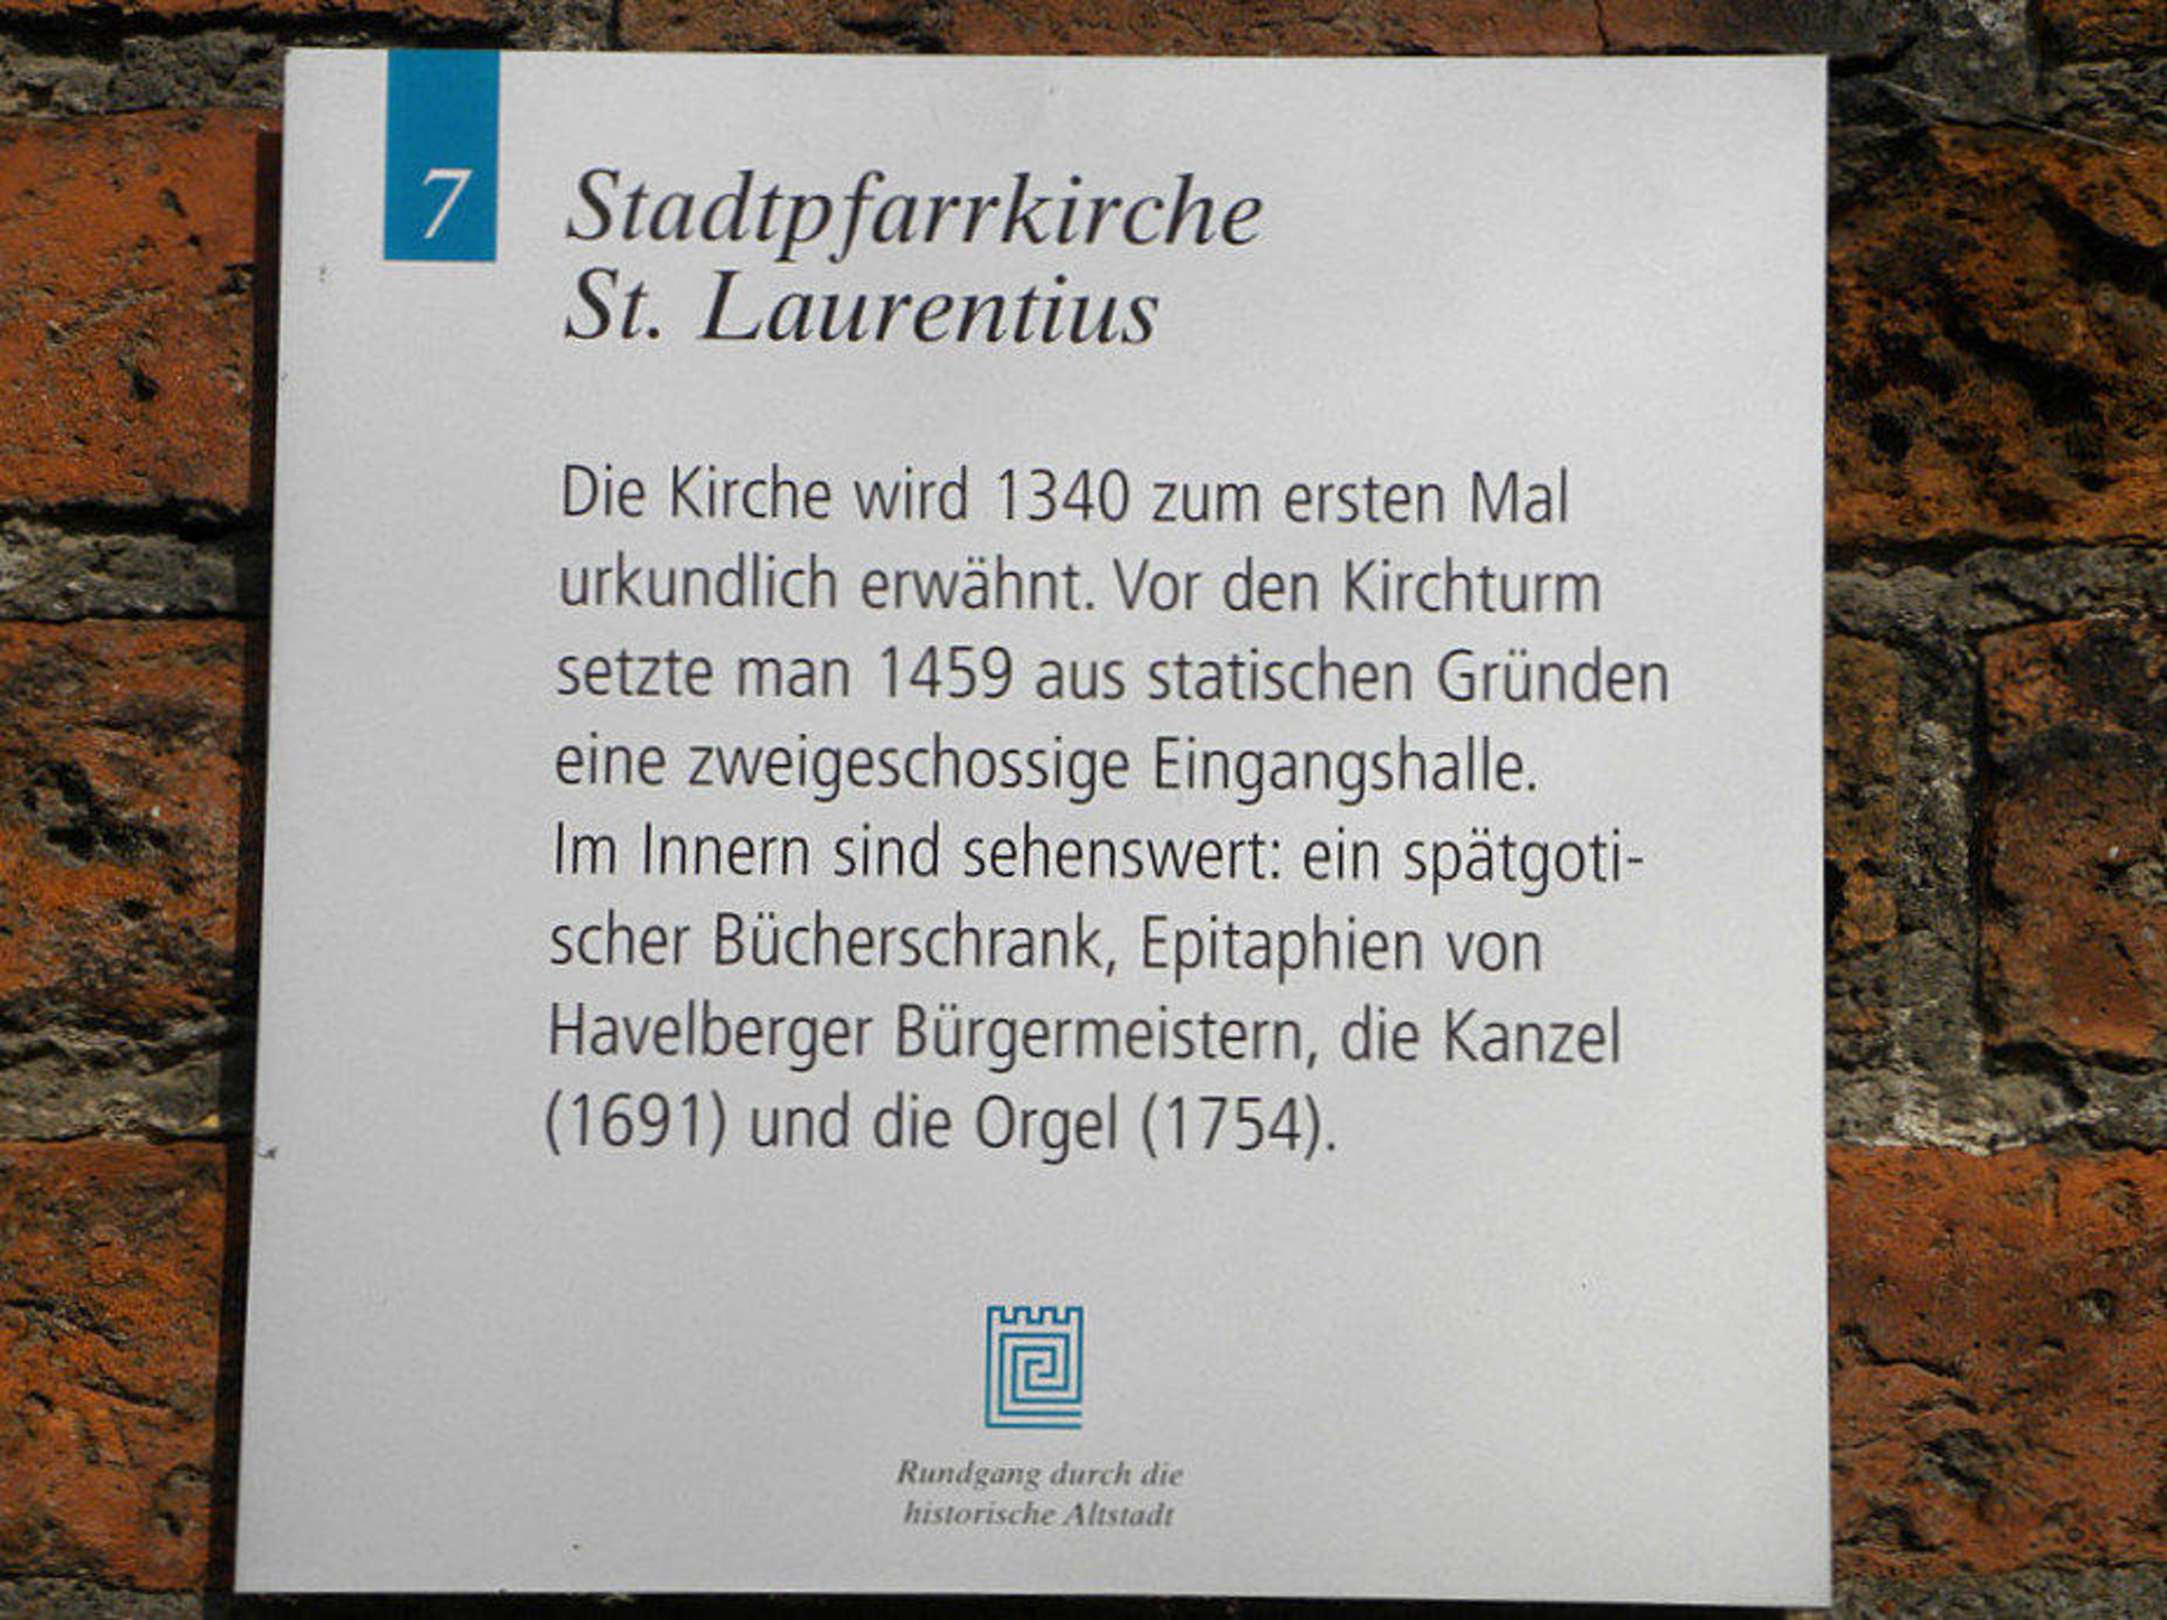 7
Stadtpfarrkirche
St. Laurentius
Die Kirche wird 1340 zum ersten Mal
urkundlich erwähnt. Vor den Kirchturm
setzte man 1459 aus statischen Gründen
eine zweigeschossige Eingangshalle.
Im Innern sind sehenswert: ein spätgoti-
scher Bücherschrank, Epitaphien von
Havelberger Bürgermeistern, die Kanzel
(1691) und die Orgel (1754).
Rundgang durch die
historische Altstadt